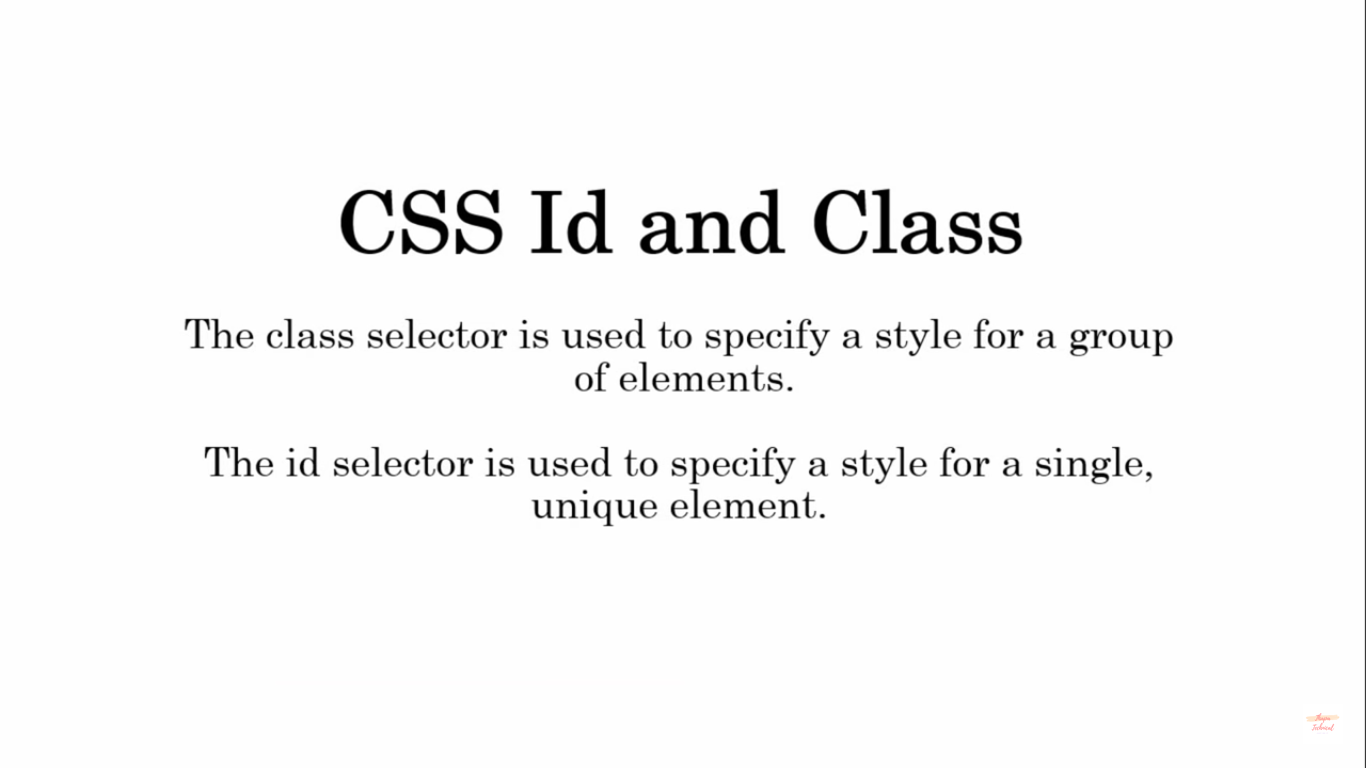 CSS Id and Class
The class selector is used to specify a style for a group
of elements.
The id selector is used to specify a style for a single,
unique element.
Technical